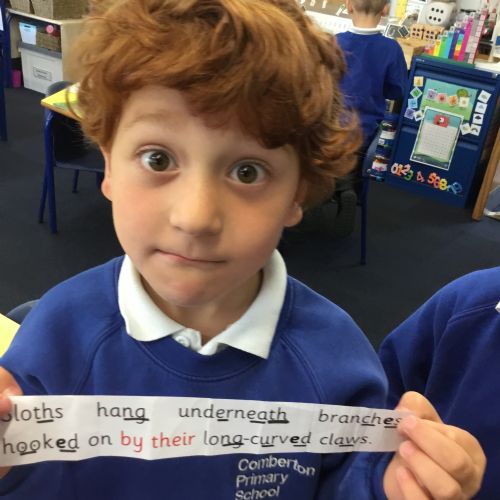 sloths hang underneath branches
hooked on by their long-curved claws.
Comberton
Primary
School